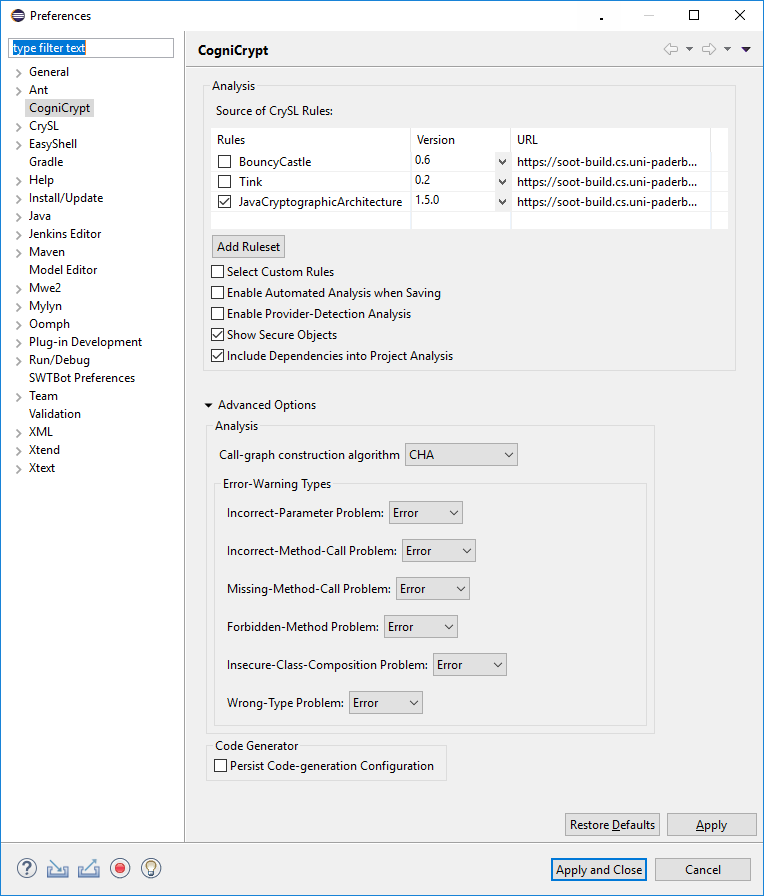 Preferences
type filter text
General
Ant
CogniCrypt
CrySL
EasyShell
Gradle
Help
Install/Update
Java
Jenkins Editor
Maven
Model Editor
Mwe2
Mylyn
Oomph
Plug-in Development
Run/Debug
SWTBot Preferences
Team
Validation
XML
Xtend
Xtext
CogniCrypt
Analysis
Source of CrySL Rules:
Rules Version URL
BouncyCastle 0.6 https://soot-build.cs.uni-paderb...
Tink 0.2 https://soot-build.cs.uni-paderb...
JavaCryptographicArchitecture 1.5.0 https://soot-build.cs.uni-paderb...
Add Ruleset
Select Custom Rules
Enable Automated Analysis when Saving
Enable Provider-Detection Analysis
Show Secure Objects
Include Dependencies into Project Analysis
Advanced Options
Analysis
Call-graph construction algorithm CHA
Error-Warning Types
Incorrect-Parameter Problem: Error
Incorrect-Method-Call Problem: Error
Missing-Method-Call Problem: Error
Forbidden-Method Problem: Error
Insecure-Class-Composition Problem: Error
Wrong-Type Problem: Error
Code Generator
Persist Code-generation Configuration
Restore Defaults Apply
Apply and Close Cancel